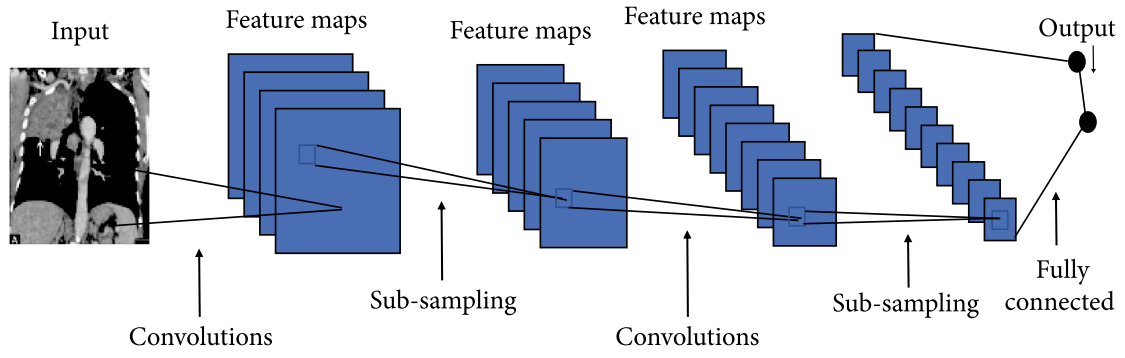 Input
Feature maps
Feature maps
Feature maps
Output
A
Convolutions
Sub-sampling
Convolutions
Sub-sampling
Fully
connected